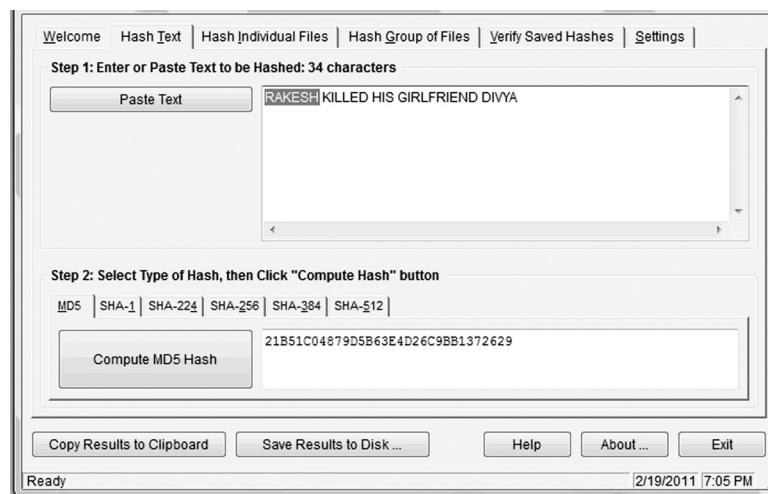 Welcome Hash Text Hash Individual Files Hash Group of Files Verify Saved Hashes Settings
Step 1: Enter or Paste Text to be Hashed: 34 characters
Paste Text
RAKESH KILLED HIS GIRLFRIEND DIVYA
Step 2: Select Type of Hash, then Click "Compute Hash" button
MD5 SHA-1 SHA-224 SHA-256 SHA-384 SHA-512
Compute MD5 Hash
21B51C04879D5B63E4D26C9BB1372629
Copy Results to Clipboard Save Results to Disk ... Help About ... Exit
Ready 2/19/2011 7:05 PM